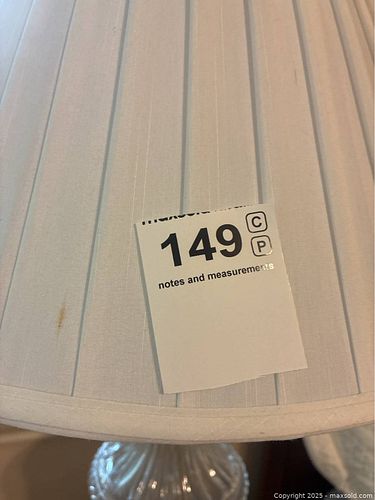 149 C
P
notes and measurements
Copyright © 2025 - maxsold.com